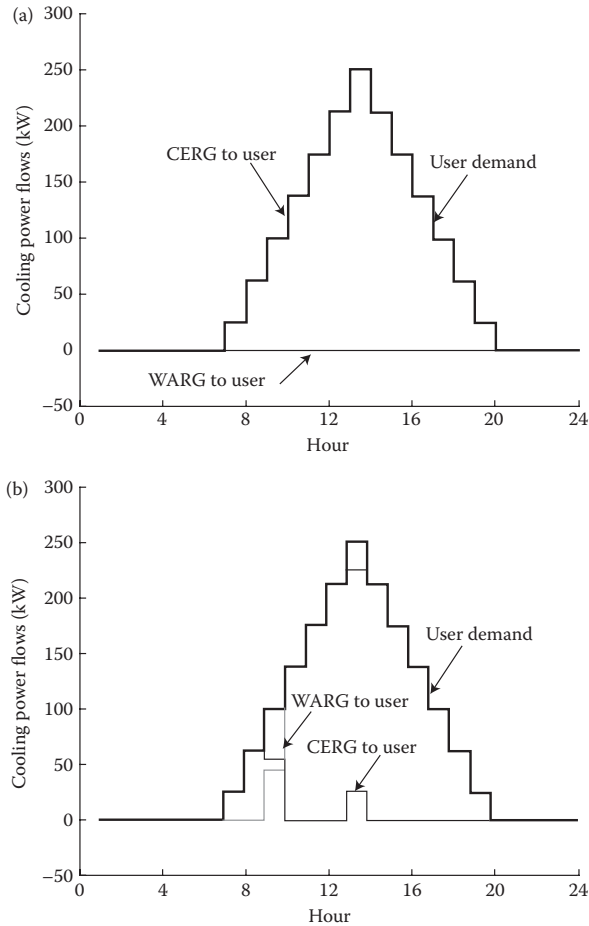 (a)
300
250
200
150
100
50
0
−50
Cooling power flows (kW)
CERG to user
User demand
WARG to user
0 4 8 12 16 20 24
Hour
(b)
300
250
200
150
100
50
0
−50
Cooling power flows (kW)
User demand
WARG to user
CERG to user
0 4 8 12 16 20 24
Hour